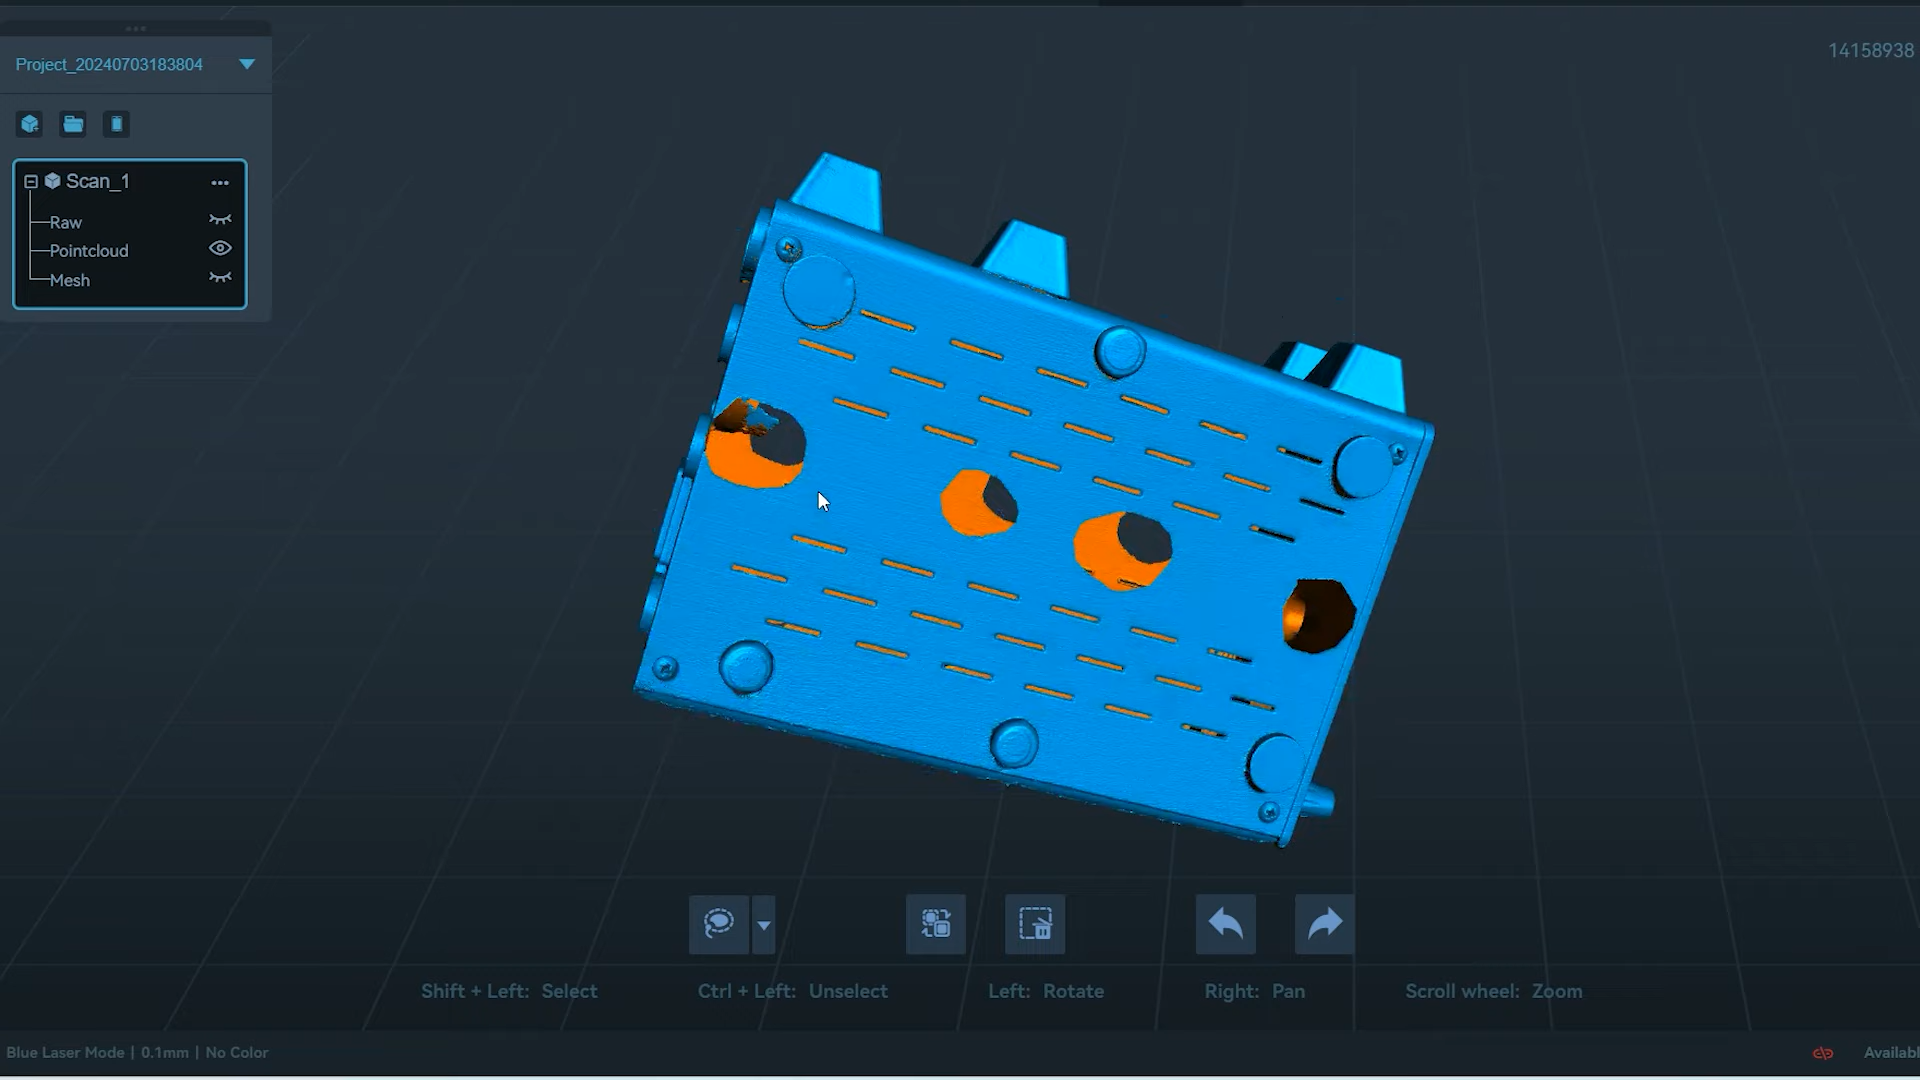 Project_20240703183804
14158938
Scan_1
Raw
Pointcloud
Mesh
Shift + Left: Select
Ctrl + Left: Unselect
Left: Rotate
Right: Pan
Scroll wheel: Zoom
Blue Laser Mode | 0.1mm | No Color
Availabl